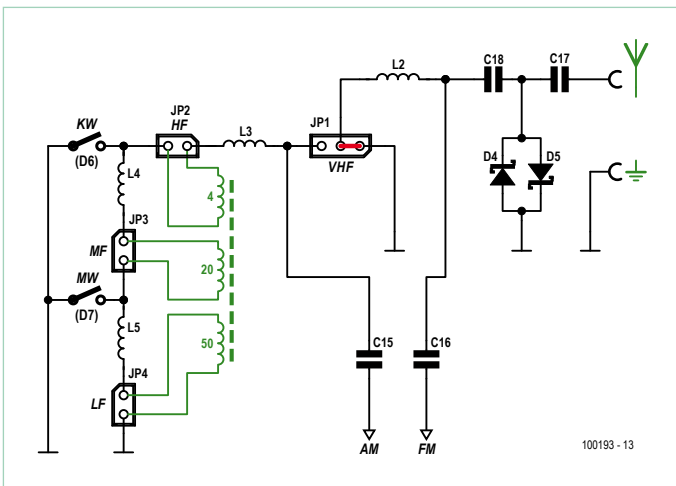 C18
C17
L2
KW
JP2
HF
L3
JP1
(D6)
VHF
D4
D5
L4
4
JP3
MF
20
MW
(D7)
L5
50
C15
C16
JP4
LF
AM
FM
100193 - 13